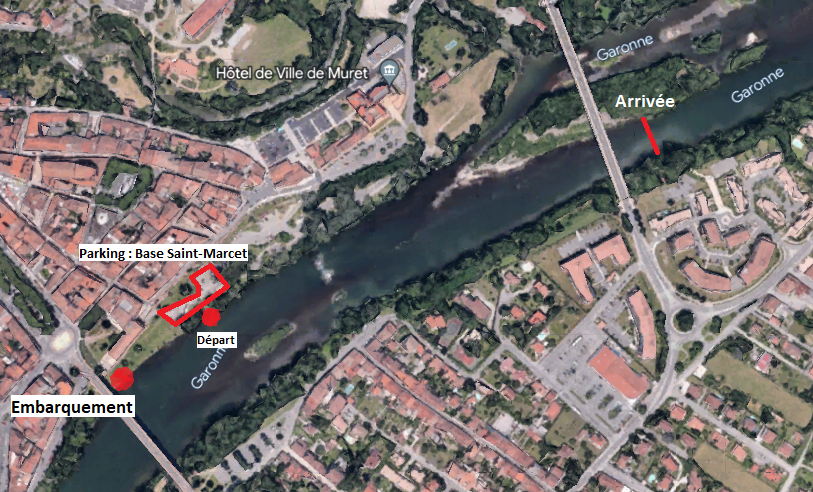 Garonne
Hôtel de Ville de Muret
Garonne
Arrivée
Parking : Base Saint-Marcet
Départ
Garonne
Embarquement